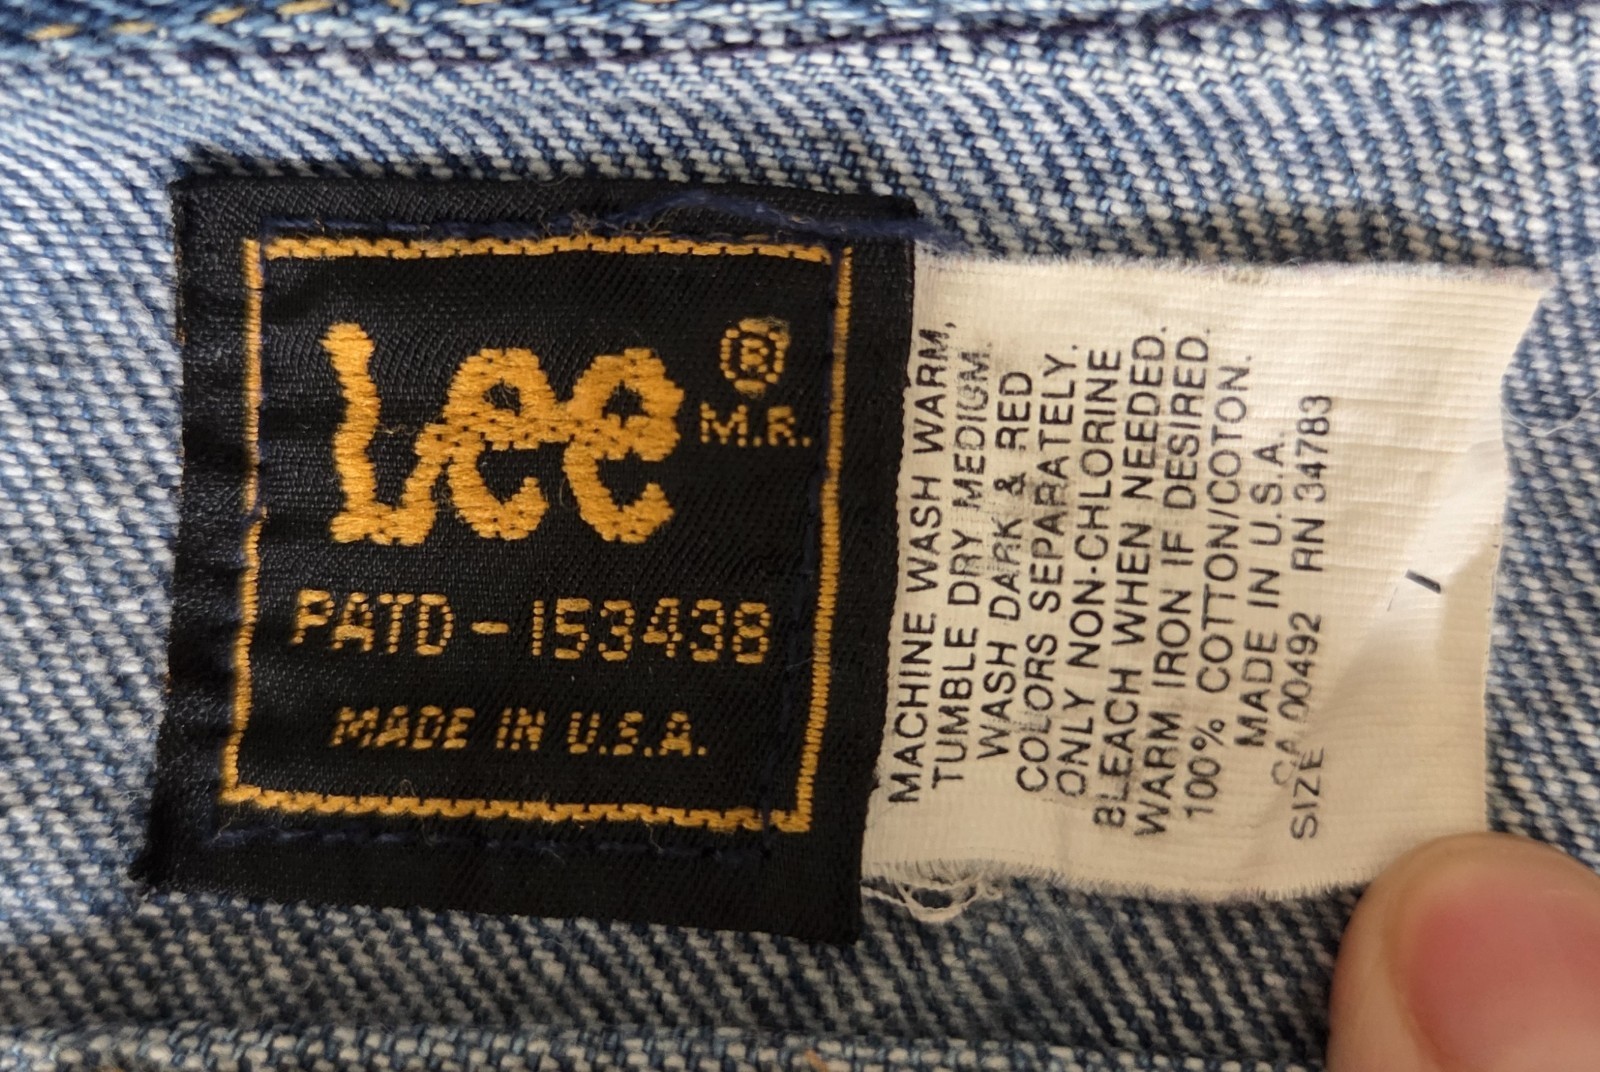 Lee ®
M.R.
PATD-153438
MADE IN U.S.A.
MACHINE WASH WARM,
TUMBLE DRY MEDIUM.
WASH DARK & RED
COLORS SEPARATELY.
ONLY NON-CHLORINE
BLEACH WHEN NEEDED.
WARM IRON IF DESIRED.
100% COTTON/COTON.
MADE IN U.S.A.
CA 00492 RN 34783
SIZE